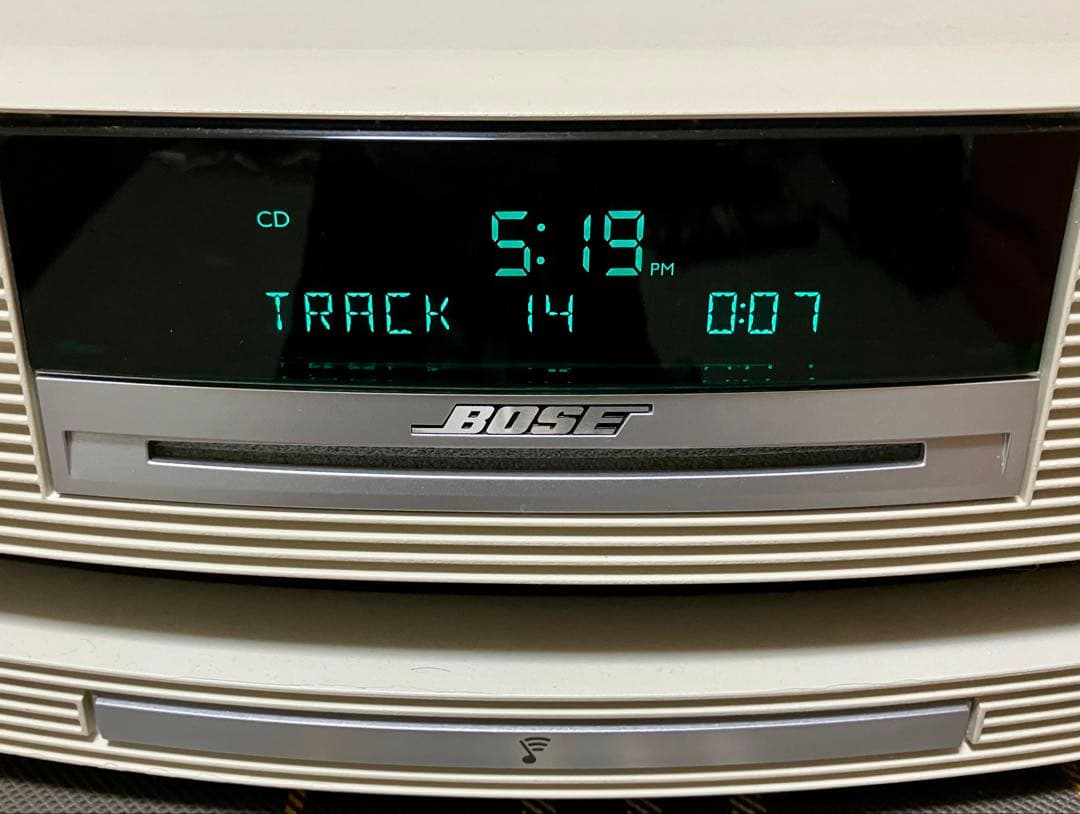 CD 5:19 PM
TRACK 14 0:07
BOSE